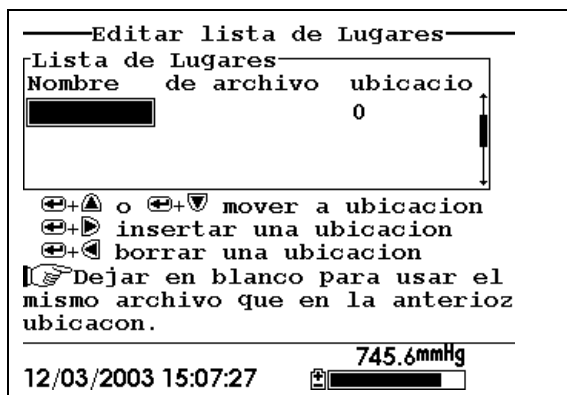 Editar lista de Lugares
Lista de Lugares
Nombre de archivo ubicacio
0
+ o + mover a ubicacion
+ insertar una ubicacion
+ borrar una ubicacion
Dejar en blanco para usar el
mismo archivo que en la anterioz
ubicacon.
745.6mmHg
12/03/2003 15:07:27